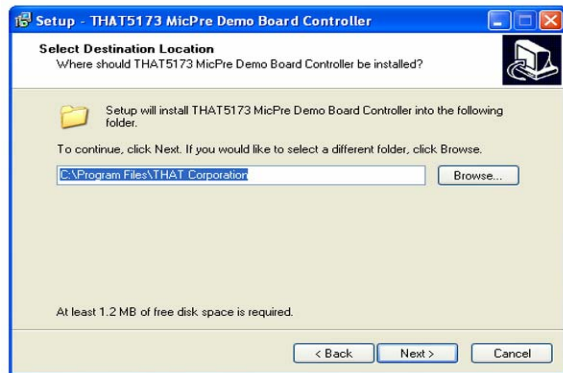 Setup - THAT5173 MicPre Demo Board Controller
Select Destination Location
Where should THAT5173 MicPre Demo Board Controller be installed?
Setup will install THAT5173 MicPre Demo Board Controller into the following
folder.
To continue, click Next. If you would like to select a different folder, click Browse.
C:\Program Files\THAT Corporation
Browse...
At least 1.2 MB of free disk space is required.
< Back
Next >
Cancel